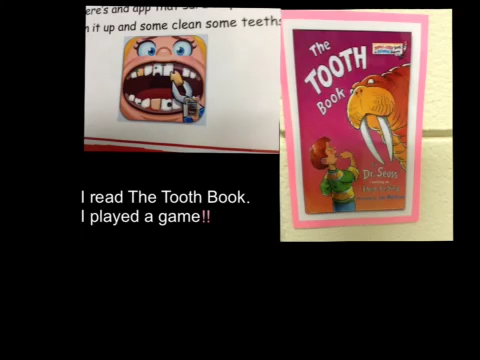 and app that
it up and some clean some teeths
The
TOOTH
Book
Dr. Seuss
I read The Tooth Book.
I played a game!!